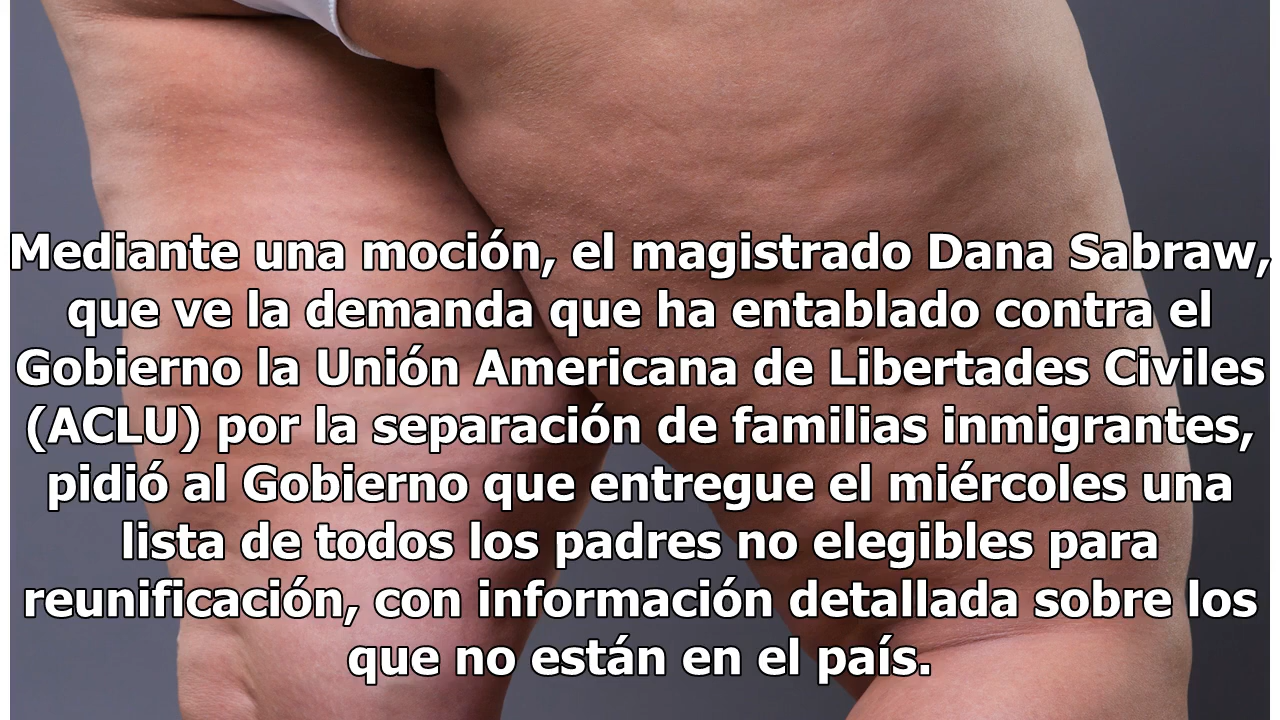 Mediante una moción, el magistrado Dana Sabraw,
que ve la demanda que ha entablado contra el
Gobierno la Unión Americana de Libertades Civiles
(ACLU) por la separación de familias inmigrantes,
pidió al Gobierno que entregue el miércoles una
lista de todos los padres no elegibles para
reunificación, con información detallada sobre los
que no están en el país.